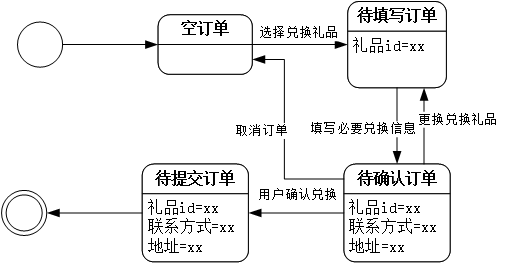 空订单
选择兑换礼品
待填写订单
礼品id=xx
取消订单
填写必要兑换信息
更换兑换礼品
待提交订单
礼品id=xx
联系方式=xx
地址=xx
用户确认兑换
待确认订单
礼品id=xx
联系方式=xx
地址=xx